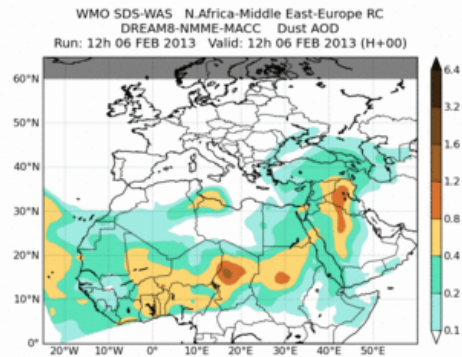 WMO SDS-WAS N.Africa-Middle East-Europe RC
DREAM8-NMME-MACC Dust AOD
Run: 12h 06 FEB 2013 Valid: 12h 06 FEB 2013 (H+00)
60°N
50°N
40°N
30°N
20°N
10°N
0°
20°W 10°W 0° 10°E 20°E 30°E 40°E 50°E
6.4
3.2
1.6
1.2
0.8
0.4
0.2
0.1